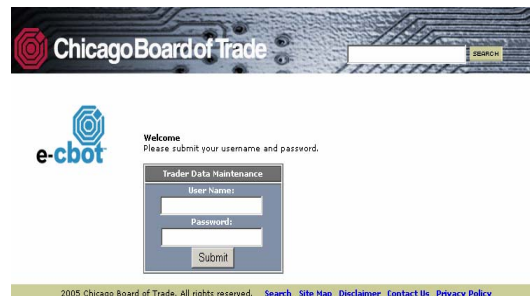 Chicago Board of Trade
SEARCH
e-cbot
Welcome
Please submit your username and password.
Trader Data Maintenance
User Name:
Password:
Submit
2005 Chicago Board of Trade. All rights reserved. Search Site Map Disclaimer Contact Us Privacy Policy